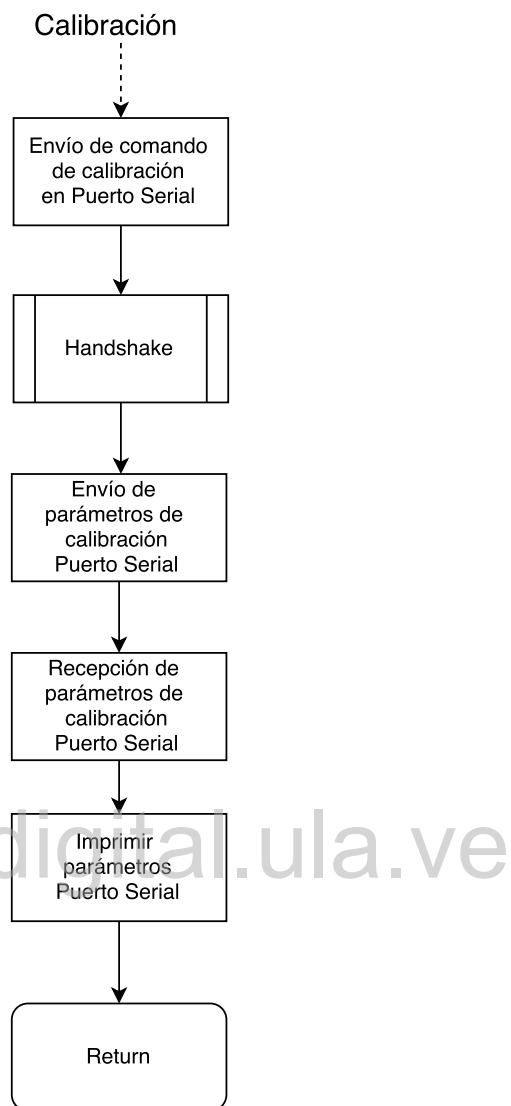 Calibración
Envío de comando
de calibración
en Puerto Serial
Handshake
Envío de
parámetros de
calibración
Puerto Serial
Recepción de
parámetros de
calibración
Puerto Serial
digital.ula.ve
Imprimir
parámetros
Puerto Serial
Return